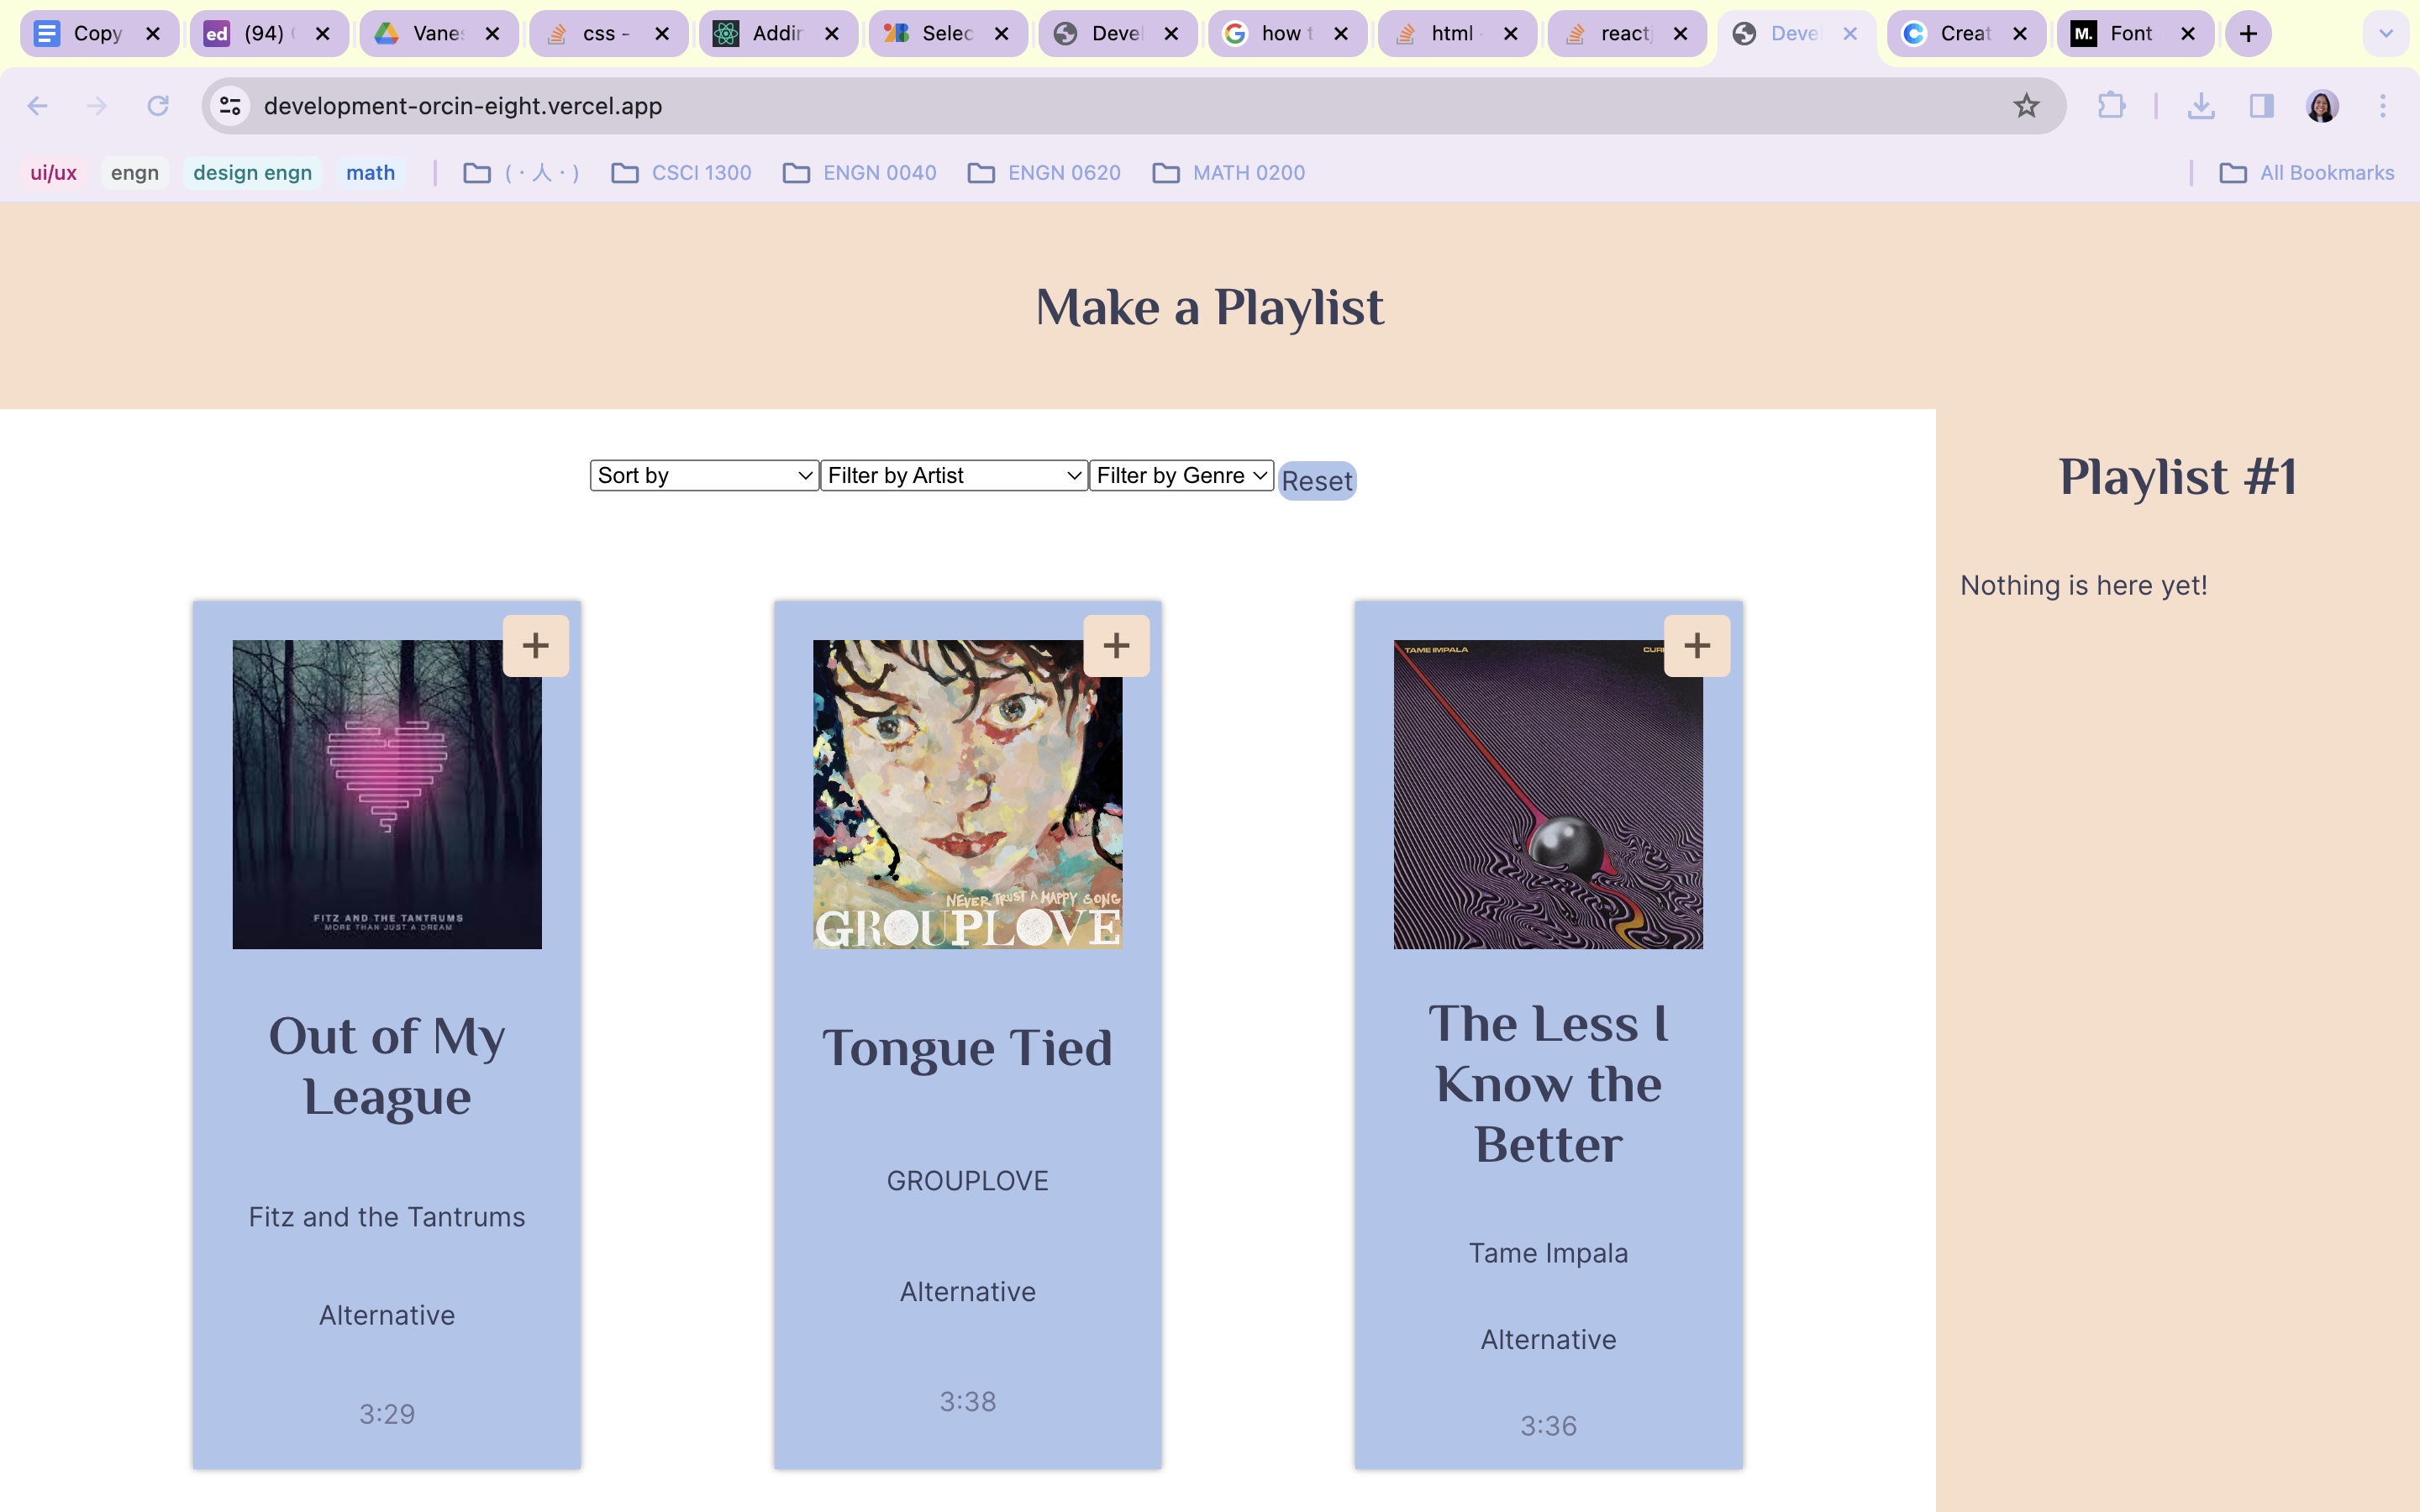 Copy
ed (94)
Vane
css -
Addin
Selec
Devel
how t
html -
reactj
Devel
Creat
M. Font
development-orcin-eight.vercel.app
ui/ux engn design engn math (・人・) CSCI 1300 ENGN 0040 ENGN 0620 MATH 0200 All Bookmarks
Make a Playlist
Sort by Filter by Artist Filter by Genre Reset
Playlist #1
Nothing is here yet!
FITZ AND THE TANTRUMS
MORE THAN JUST A DREAM
Out of My
League
Fitz and the Tantrums
Alternative
3:29
NEVER TRUST A HAPPY SONG
GROUPLOVE
Tongue Tied
GROUPLOVE
Alternative
3:38
TAME IMPALA
The Less I
Know the
Better
Tame Impala
Alternative
3:36